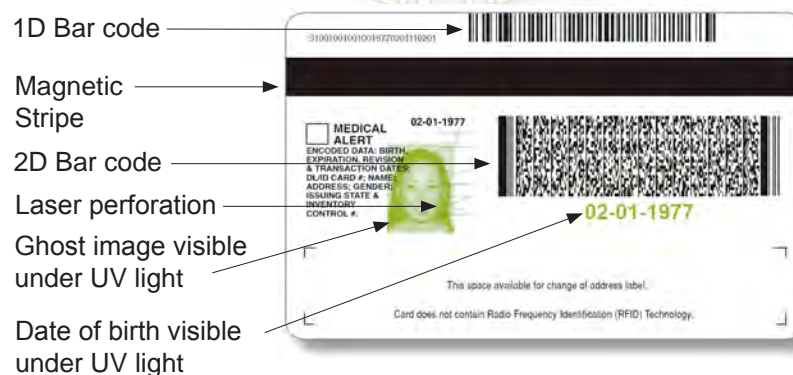 1D Bar code
S10010010010019770201110201
Magnetic
Stripe
MEDICAL
ALERT
02-01-1977
ENCODED DATA: BIRTH,
EXPIRATION, REVISION
& TRANSACTION DATES;
DL/ID CARD #; NAME;
ADDRESS; GENDER;
ISSUING STATE &
INVENTORY
CONTROL #.
2D Bar code
Laser perforation
02-01-1977
Ghost image visible
under UV light
This space available for change of address label.
Card does not contain Radio Frequency Identification (RFID) Technology.
Date of birth visible
under UV light